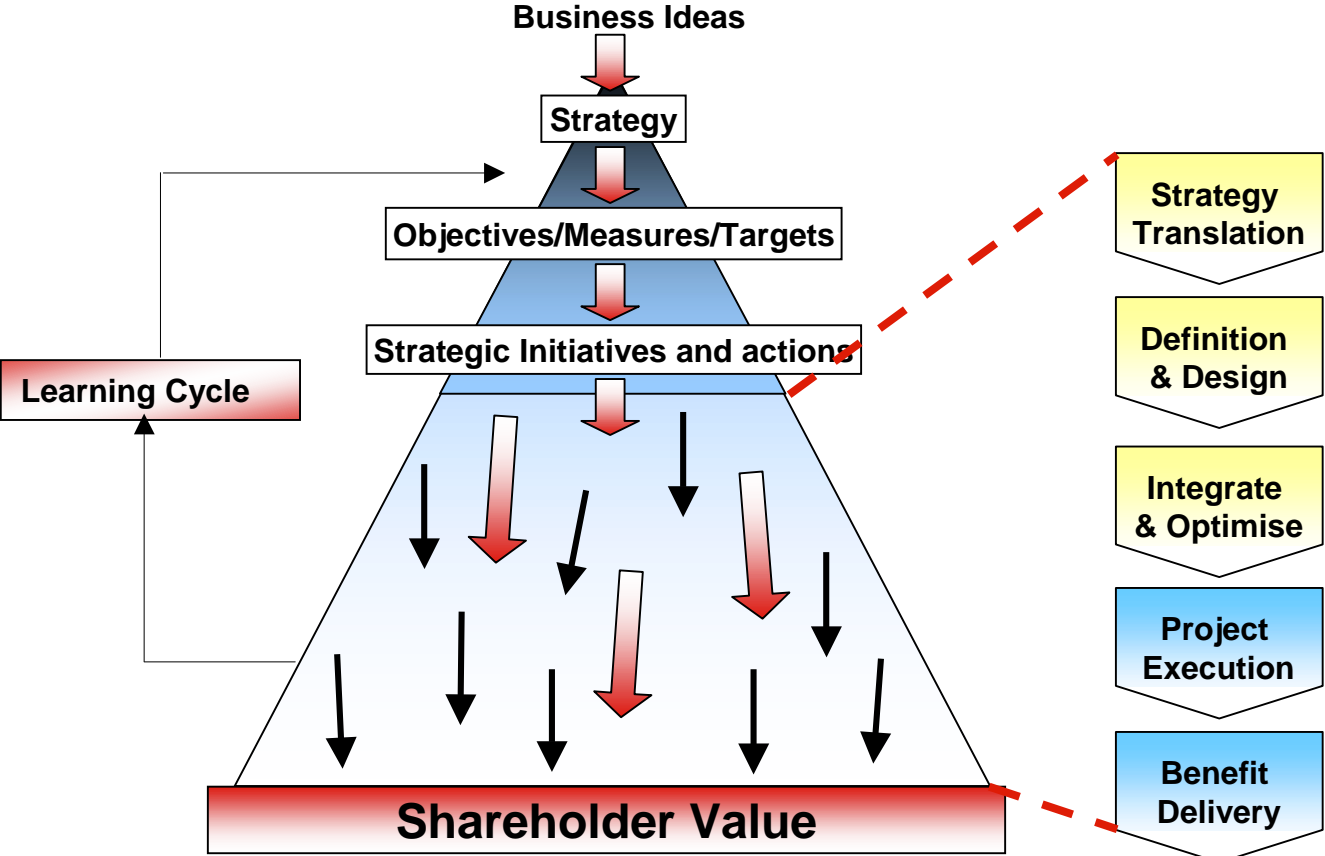 Business Ideas
Strategy
Objectives/Measures/Targets
Strategic Initiatives and actions
Learning Cycle
Shareholder Value
Strategy
Translation
Definition
& Design
Integrate
& Optimise
Project
Execution
Benefit
Delivery